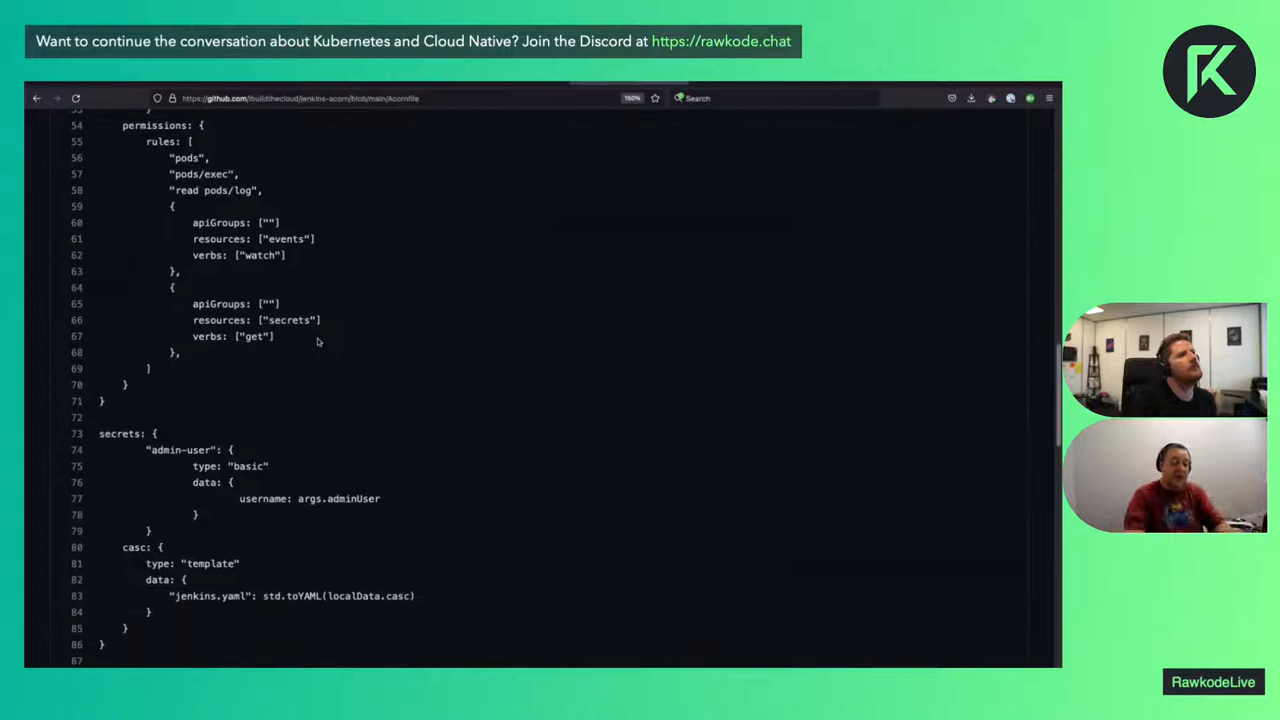 Want to continue the conversation about Kubernetes and Cloud Native? Join the Discord at https://rawkode.chat
https://github.com/ibuildthecloud/jenkins-acorn/blob/main/Acornfile
150%
Search
53 }
54 permissions: {
55 rules: [
56 "pods",
57 "pods/exec",
58 "read pods/log",
59 {
60 apiGroups: [""]
61 resources: ["events"]
62 verbs: ["watch"]
63 },
64 {
65 apiGroups: [""]
66 resources: ["secrets"]
67 verbs: ["get"]
68 },
69 ]
70 }
71 }
72
73 secrets: {
74 "admin-user": {
75 type: "basic"
76 data: {
77 username: args.adminUser
78 }
79 }
80 casc: {
81 type: "template"
82 data: {
83 "jenkins.yaml": std.toYAML(localData.casc)
84 }
85 }
86 }
87
RawkodeLive